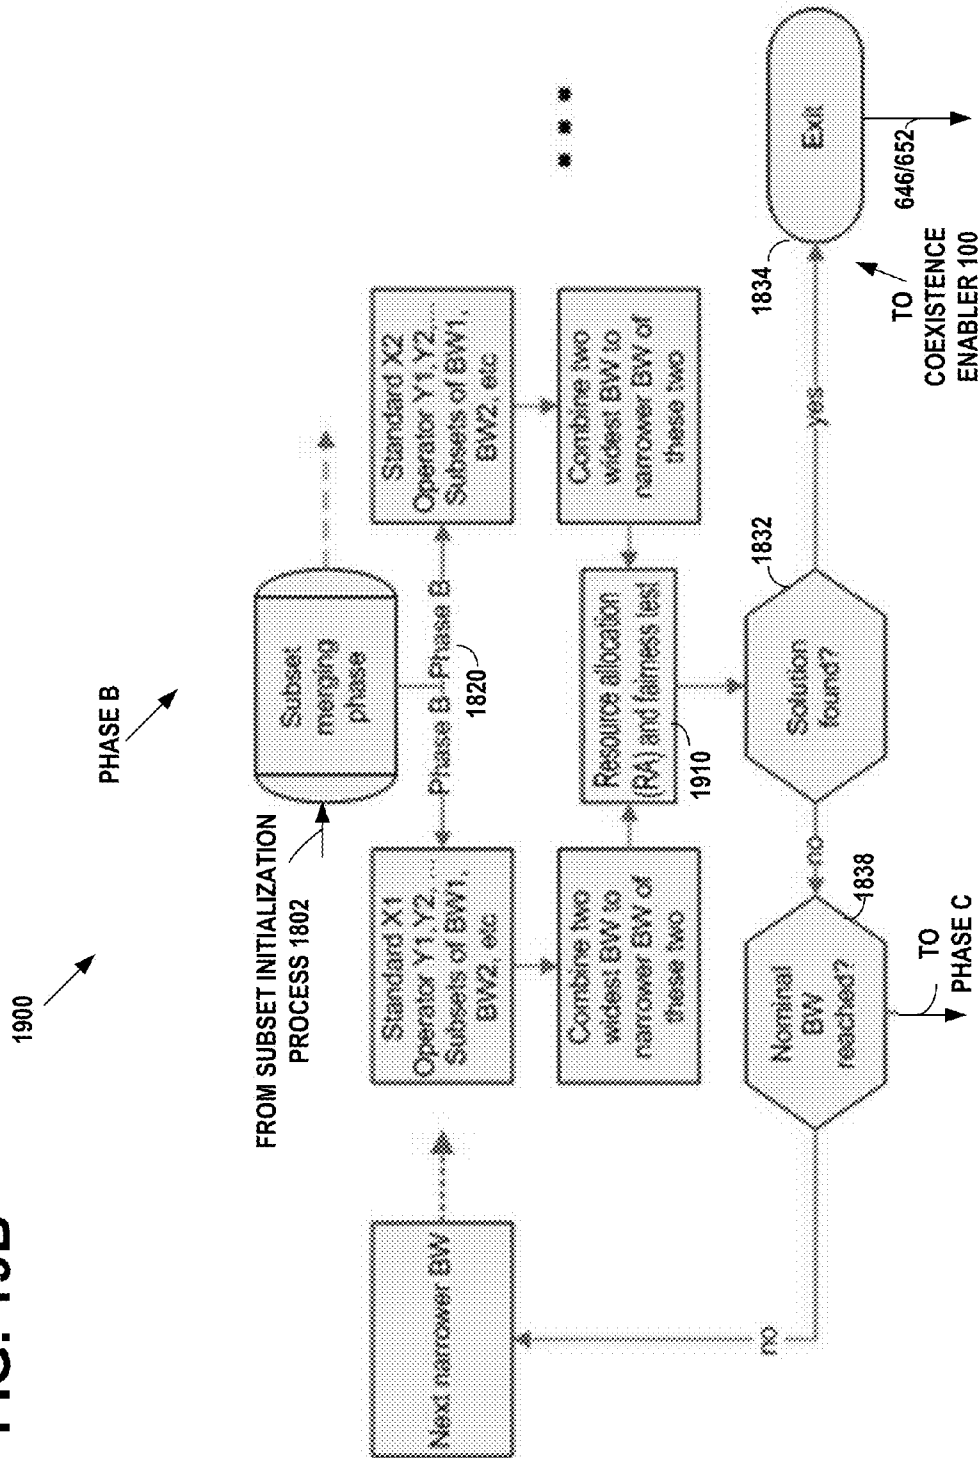 1900
PHASE B
FROM SUBSET INITIALIZATION
PROCESS 1802
Subset
merging
phase
Phase B
Phase B
1820
Next narrower BW
Standard X1
Operator Y1,Y2, ...
Subsets of BW1,
BW2, etc
Standard X2
Operator Y1,Y2...
Subsets of BW1,
BW2, etc
Combine two
widest BW to
narrower BW of
these two
Resource allocation
(RA) and fairness test
1910
Combine two
widest BW to
narrower BW of
these two
no
Nominal
BW
reached?
1838
no
Solution
found?
1832
yes
Exit
1834
TO
PHASE C
TO
COEXISTENCE
ENABLER 100
646/652